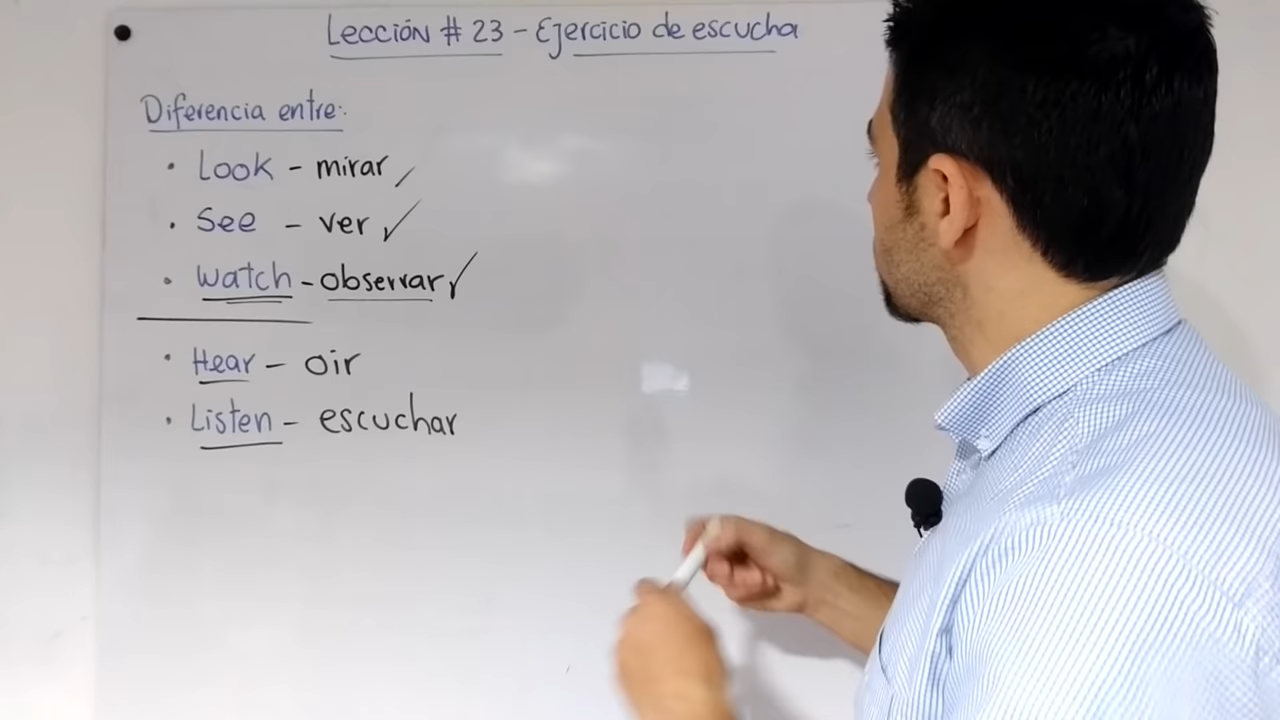 Lección # 23 - Ejercicio de escucha
Diferencia entre:
• Look - mirar
• See - ver ✓
• Watch - observar ✓
• Hear - oir
• Listen - escuchar